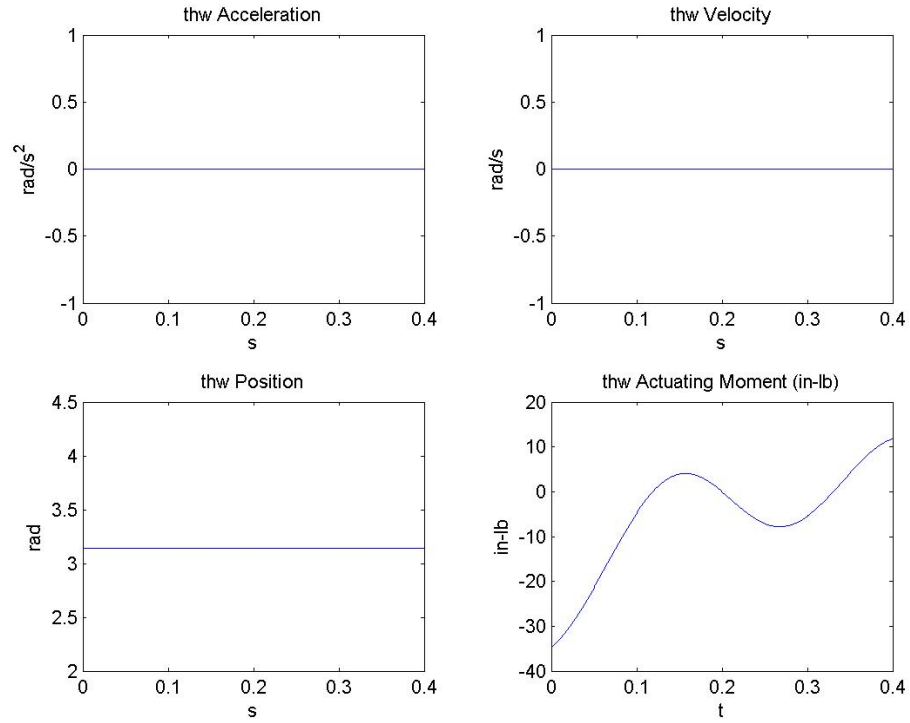 thw Acceleration
1
0.5
0
-0.5
-1
rad/s²
0 0.1 0.2 0.3 0.4
s
thw Velocity
1
0.5
0
-0.5
-1
rad/s
0 0.1 0.2 0.3 0.4
s
thw Position
4.5
4
3.5
3
2.5
2
rad
0 0.1 0.2 0.3 0.4
s
thw Actuating Moment (in-lb)
20
10
0
-10
-20
-30
-40
in-lb
0 0.1 0.2 0.3 0.4
t